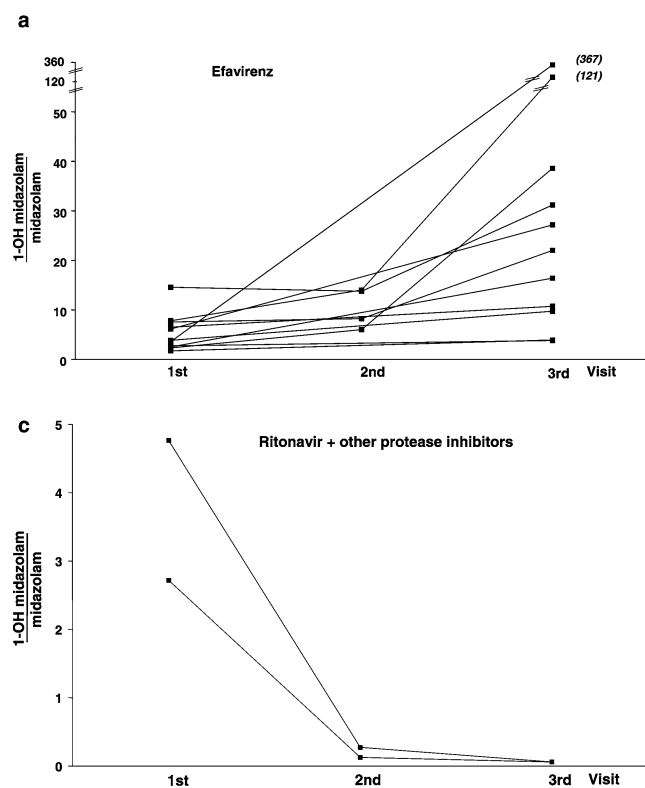 a
Efavirenz
360
(367)
120
(121)
50
40
30
20
10
0
1-OH midazolam
midazolam
1st 2nd 3rd Visit
c
Ritonavir + other protease inhibitors
5
4
3
2
1
0
1-OH midazolam
midazolam
1st 2nd 3rd Visit